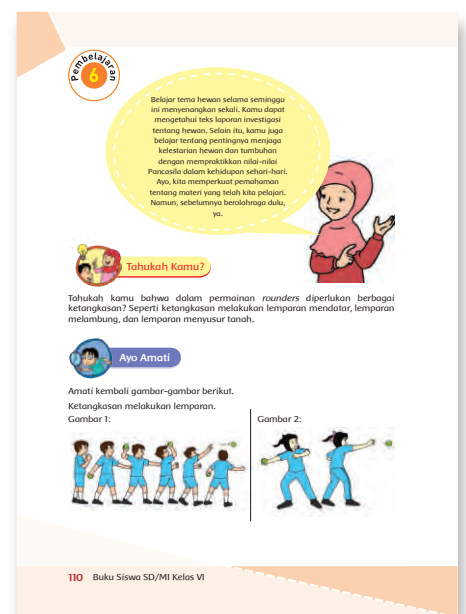 Pembelajaran
6
Belajar tema hewan selama seminggu
ini menyenangkan sekali. Kamu dapat
mengetahui teks laporan investigasi
tentang hewan. Selain itu, kamu juga
belajar tentang pentingnya menjaga
kelestarian hewan dan tumbuhan
dengan mempraktikkan nilai-nilai
Pancasila dalam kehidupan sehari-hari.
Ayo, kita memperkuat pemahaman
tentang materi yang telah kita pelajari.
Namun, sebelumnya berolahraga dulu,
ya.
Tahukah Kamu?
Tahukah kamu bahwa dalam permainan rounders diperlukan berbagai
ketangkasan? Seperti ketangkasan melakukan lemparan mendatar, lemparan
melambung, dan lemparan menyusur tanah.
Ayo Amati
Amati kembali gambar-gambar berikut.
Ketangkasan melakukan lemparan.
Gambar 1:
Gambar 2:
110 Buku Siswa SD/MI Kelas VI